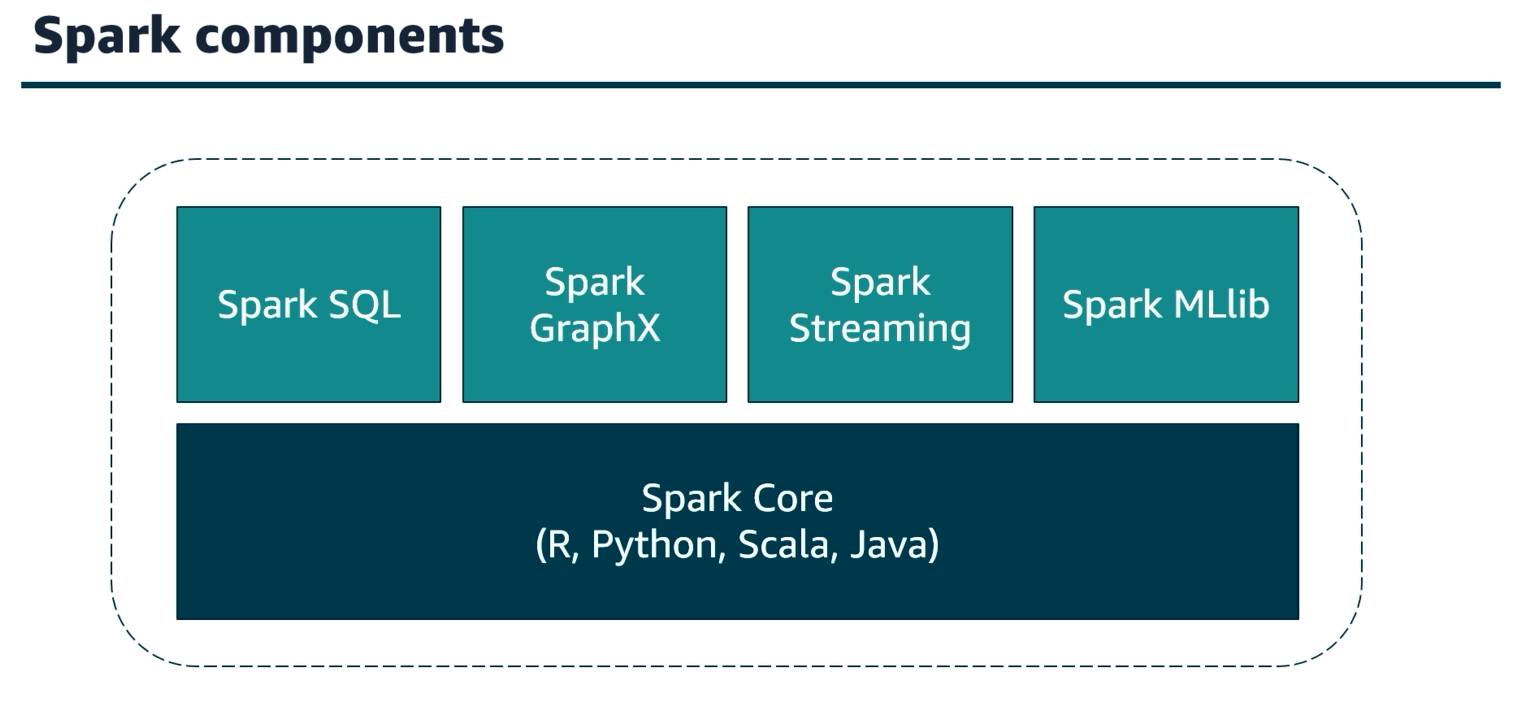 Spark components
Spark SQL
Spark
GraphX
Spark
Streaming
Spark MLlib
Spark Core
(R, Python, Scala, Java)